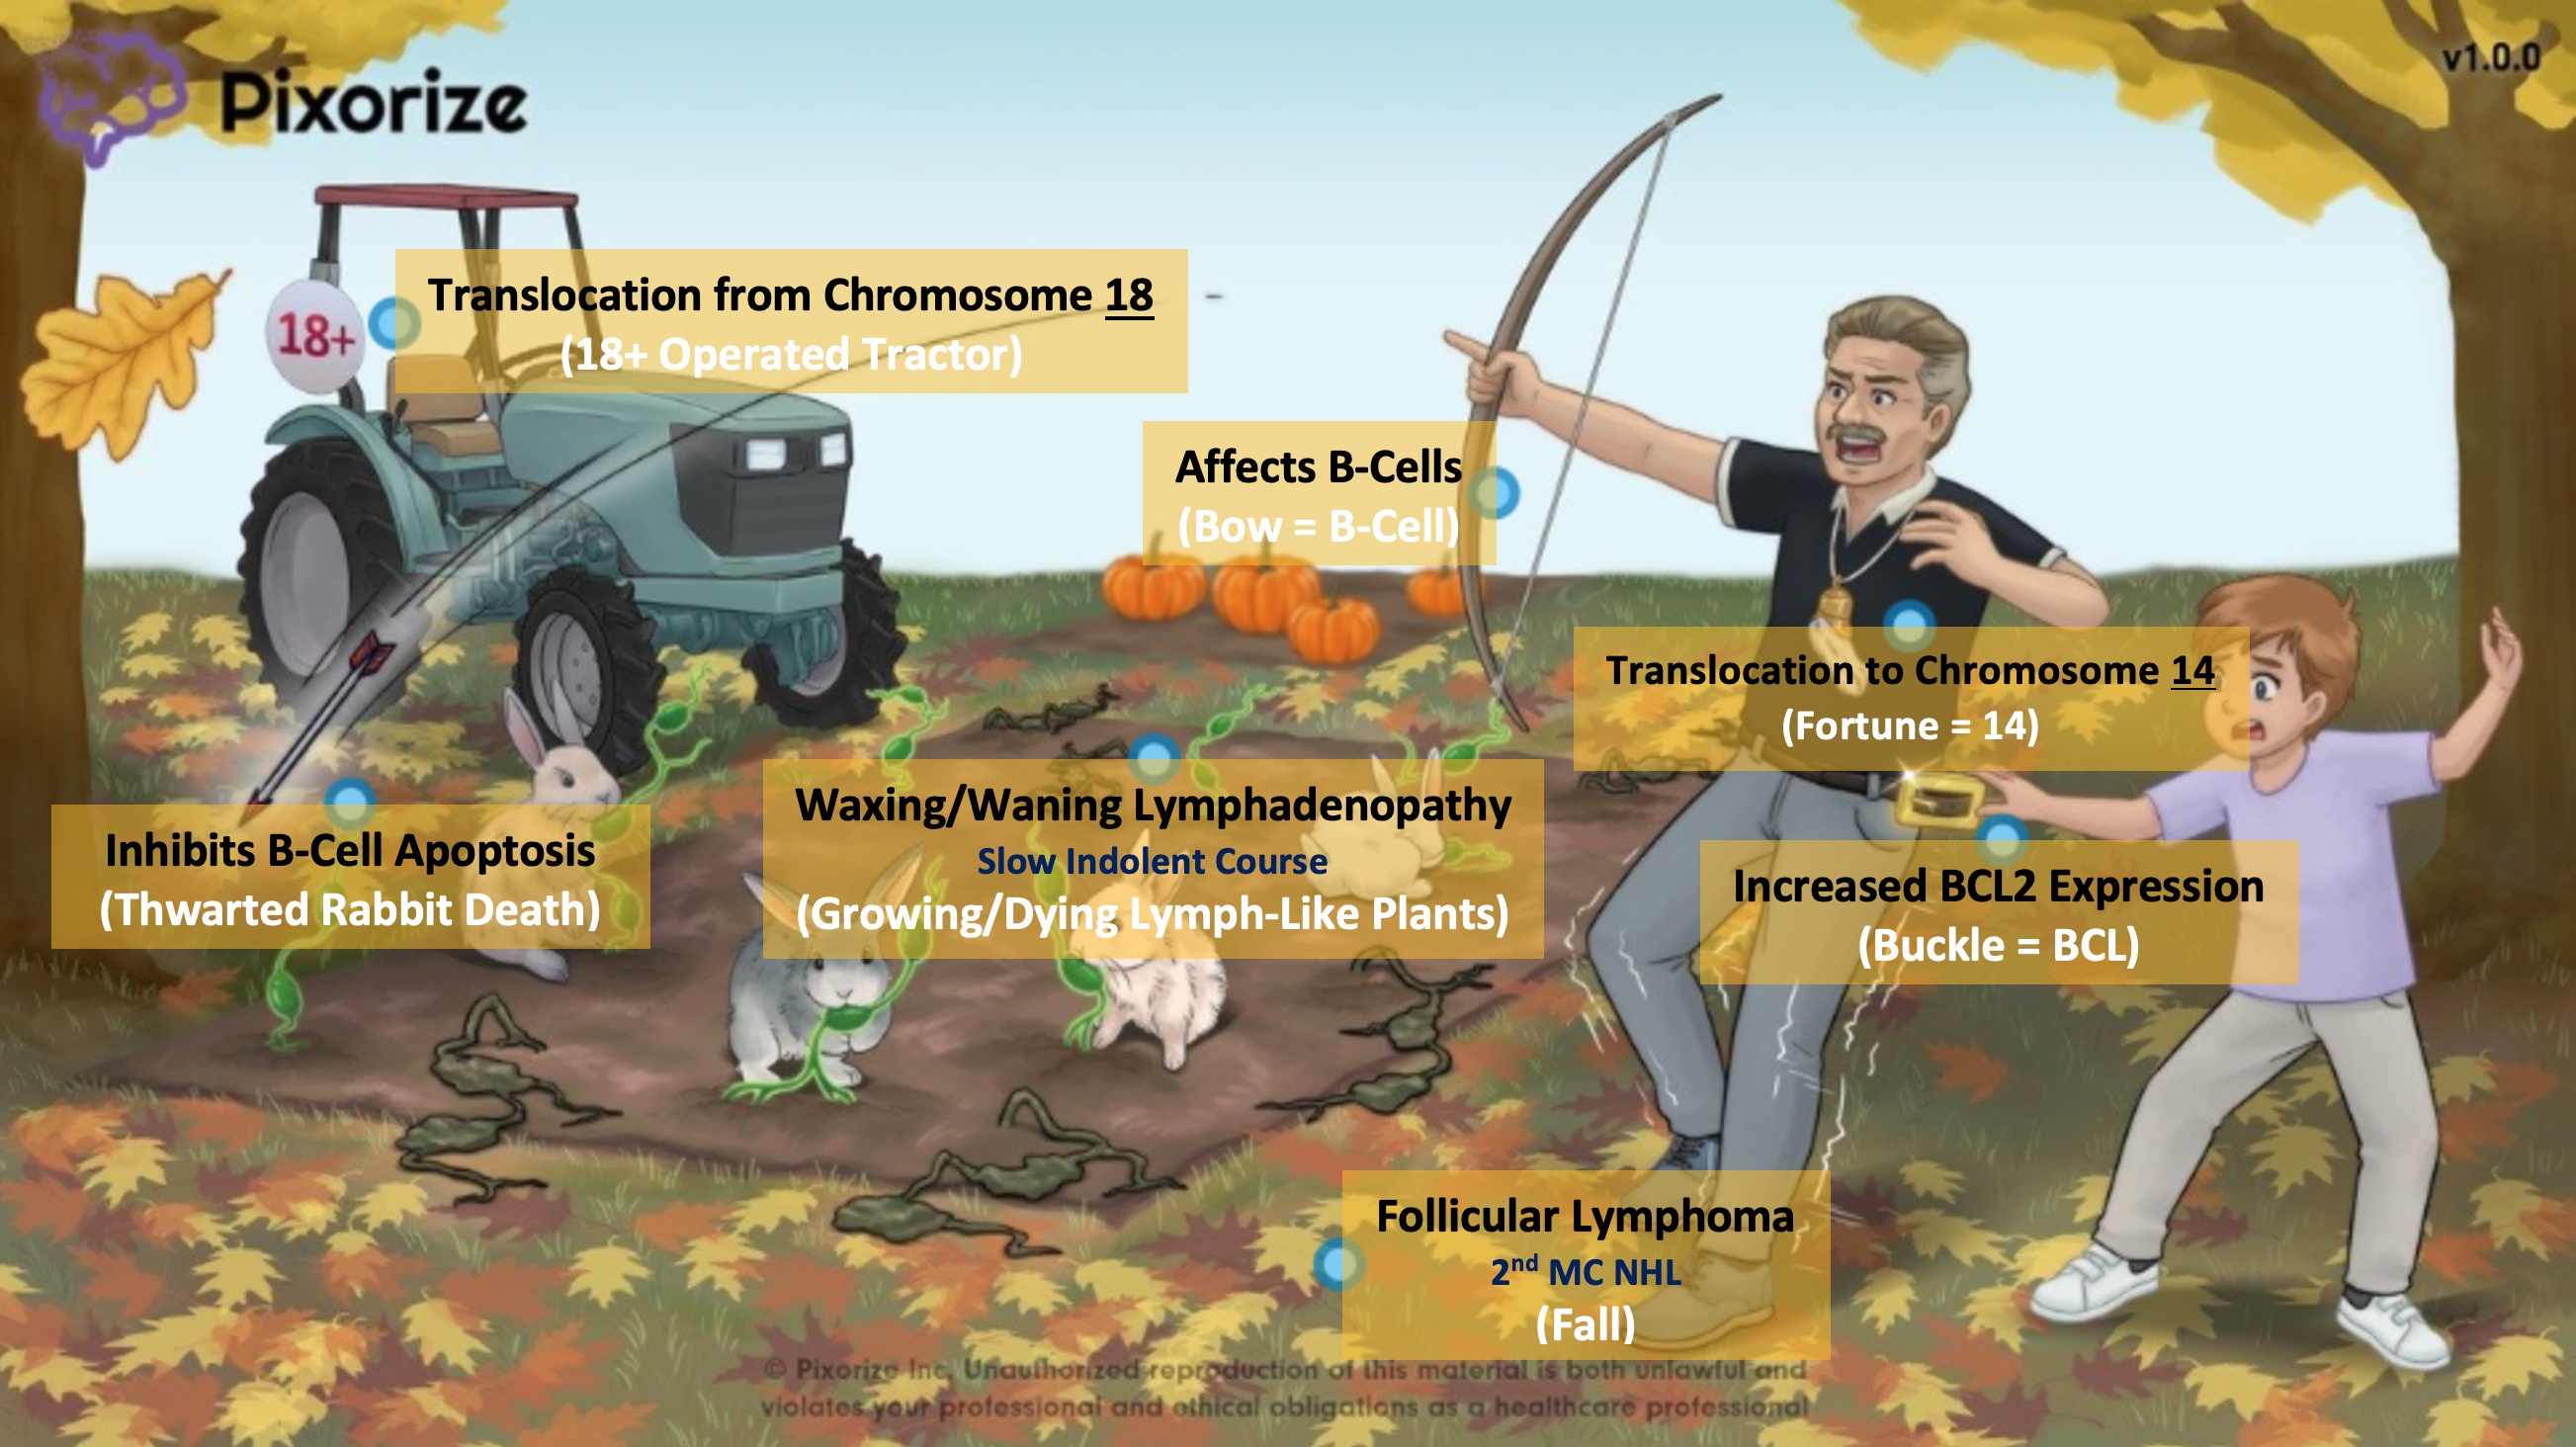 Pixorize
v1.0.0
18+
Translocation from Chromosome 18
(18+ Operated Tractor)
Affects B-Cells
(Bow = B-Cell)
Translocation to Chromosome 14
(Fortune = 14)
Inhibits B-Cell Apoptosis
(Thwarted Rabbit Death)
Waxing/Waning Lymphadenopathy
Slow Indolent Course
(Growing/Dying Lymph-Like Plants)
Increased BCL2 Expression
(Buckle = BCL)
Follicular Lymphoma
2nd MC NHL
(Fall)
© Pixorize Inc. Unauthorized reproduction of this material is both unlawful and
violates your professional and ethical obligations as a healthcare professional